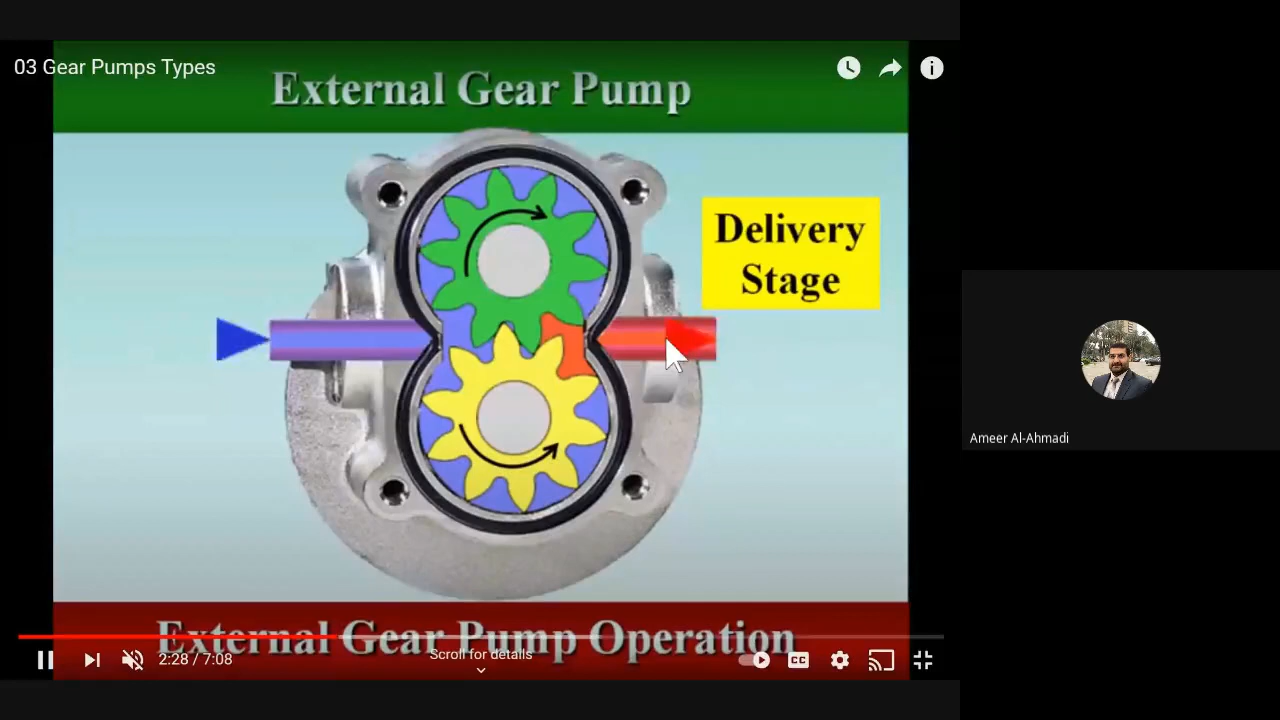 03 Gear Pumps Types
External Gear Pump
Delivery
Stage
Ameer Al-Ahmadi
External Gear Pump Operation
Scroll for details
2:28 / 7:08
CC